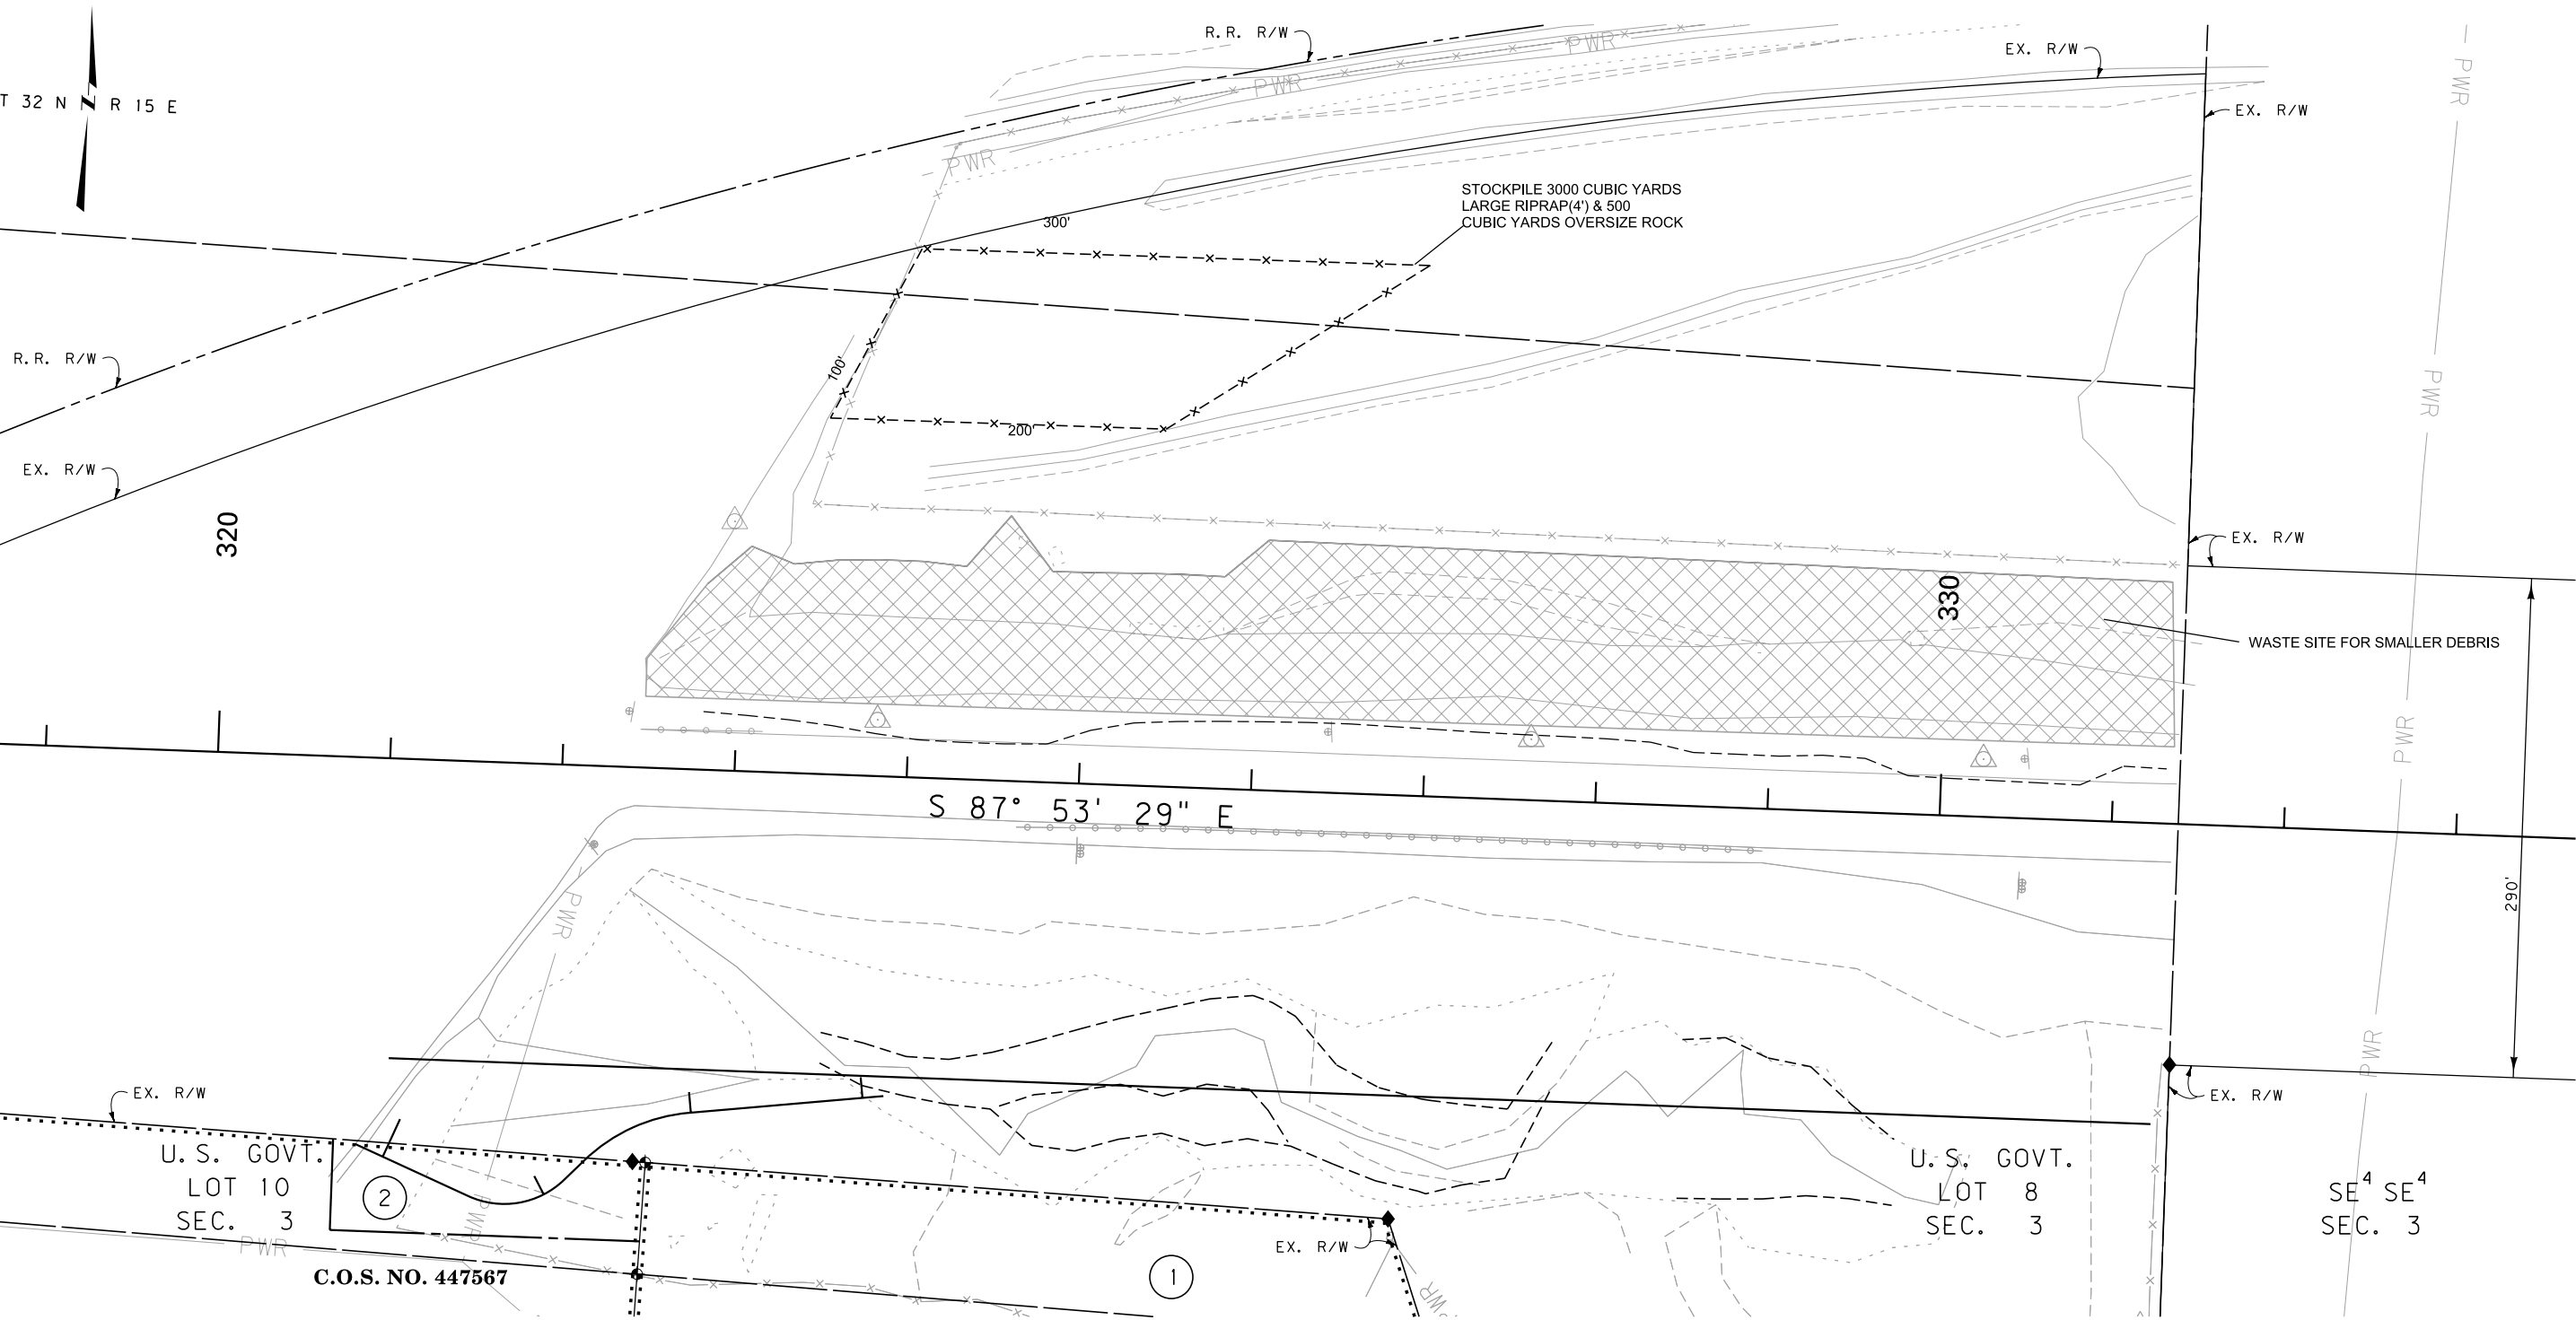 R.R. R/W
PWR
EX. R/W
PWR
PWR
T 32 N N R 15 E
EX. R/W
PWR
STOCKPILE 3000 CUBIC YARDS
LARGE RIPRAP(4') & 500
CUBIC YARDS OVERSIZE ROCK
300'
R.R. R/W
100'
PWR
200'
EX. R/W
320
EX. R/W
330
WASTE SITE FOR SMALLER DEBRIS
PWR
S 87° 53' 29" E
290'
PWR
PWR
EX. R/W
EX. R/W
U.S. GOVT.
LOT 10
SEC. 3
2
PWR
U.S. GOVT.
LOT 8
SEC. 3
SE4 SE4
SEC. 3
PWR
EX. R/W
C.O.S. NO. 447567
1
PWR